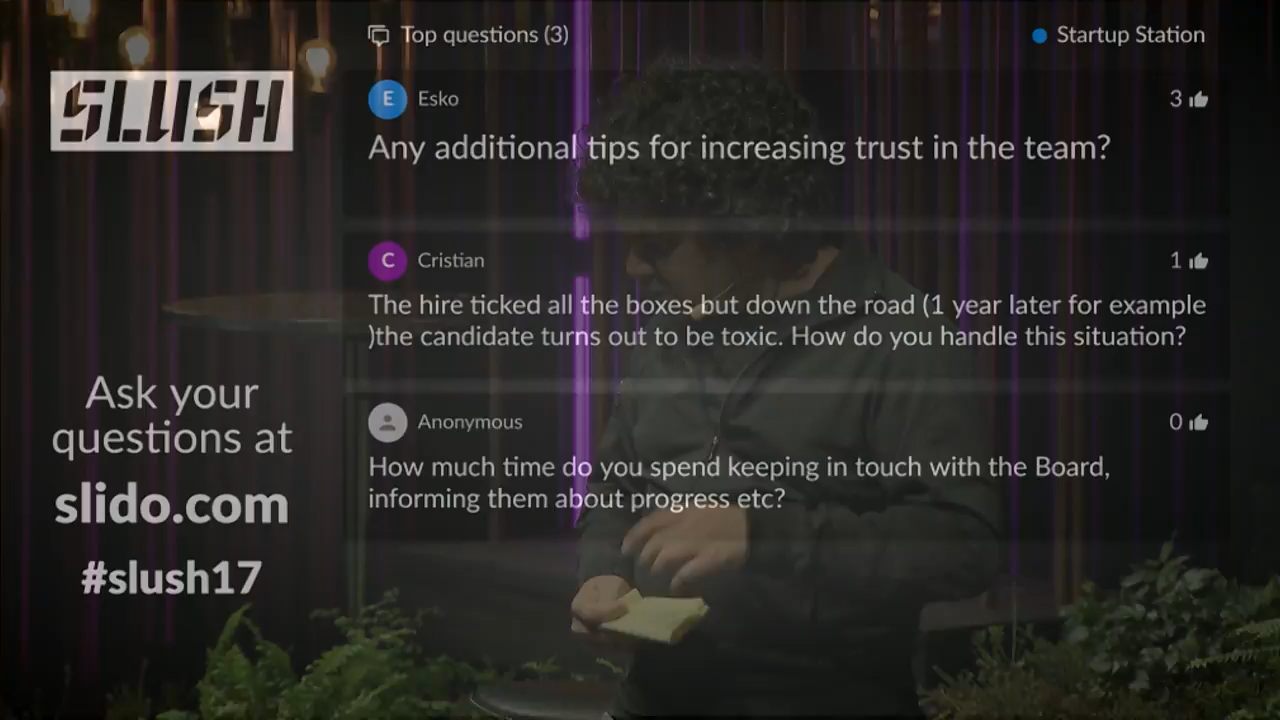 SLUSH
Ask your
questions at
slido.com
#slush17
Top questions (3)
Startup Station
E Esko 3
Any additional tips for increasing trust in the team?
C Cristian 1
The hire ticked all the boxes but down the road (1 year later for example
)the candidate turns out to be toxic. How do you handle this situation?
Anonymous 0
How much time do you spend keeping in touch with the Board,
informing them about progress etc?